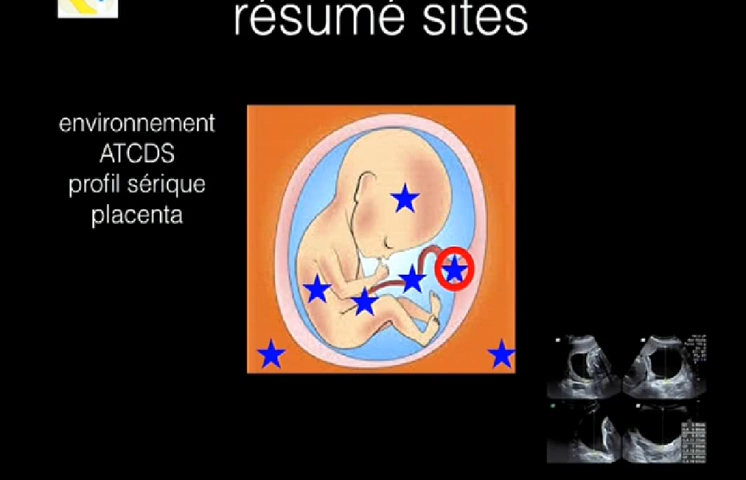 résumé sites
environnement
ATCDS
profil sérique
placenta